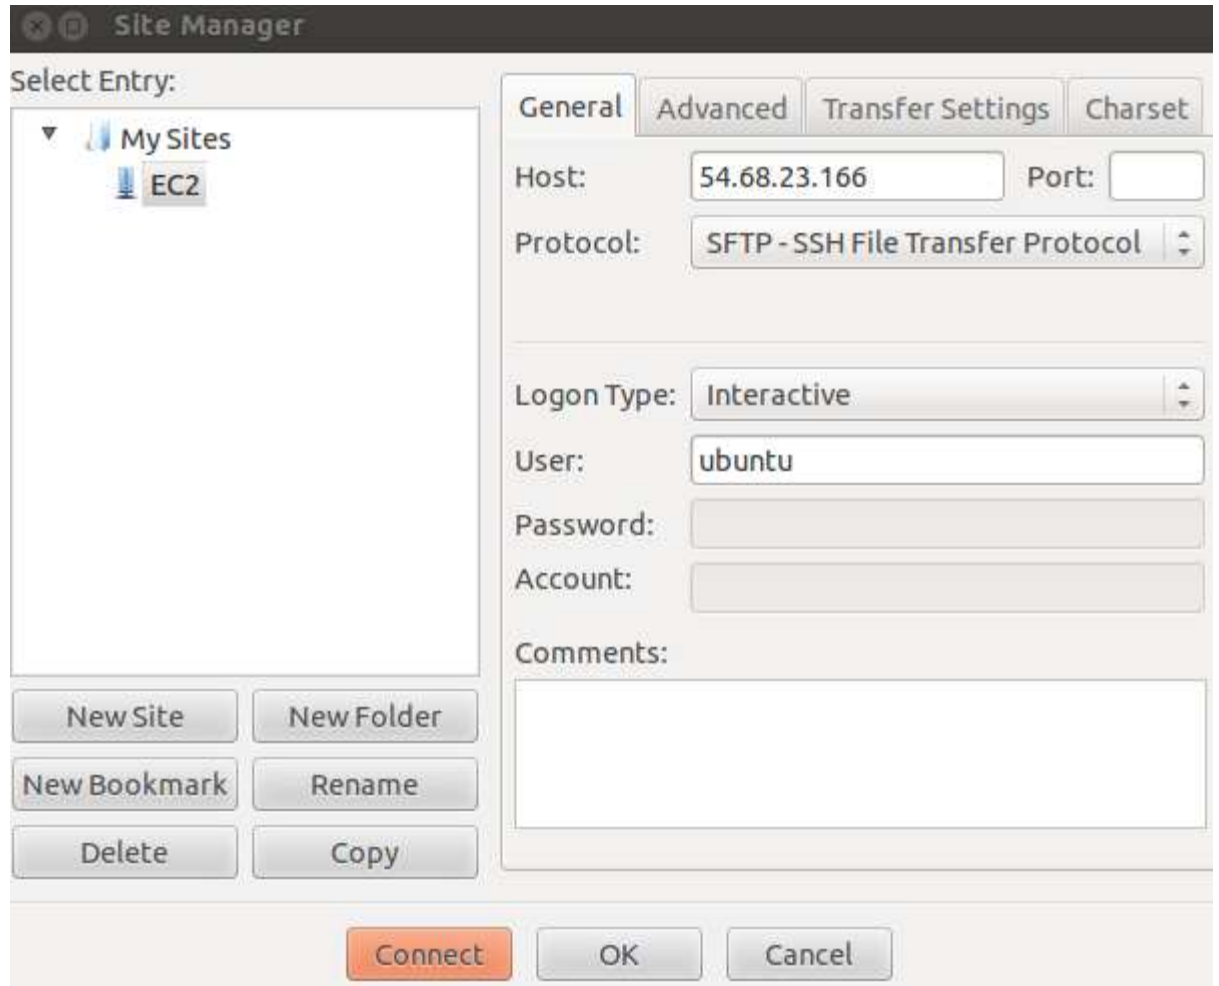 Site Manager
Select Entry:
My Sites
EC2
New Site
New Folder
New Bookmark
Rename
Delete
Copy
General
Advanced
Transfer Settings
Charset
Host:
54.68.23.166
Port:
Protocol:
SFTP - SSH File Transfer Protocol
Logon Type:
Interactive
User:
ubuntu
Password:
Account:
Comments:
Connect
OK
Cancel